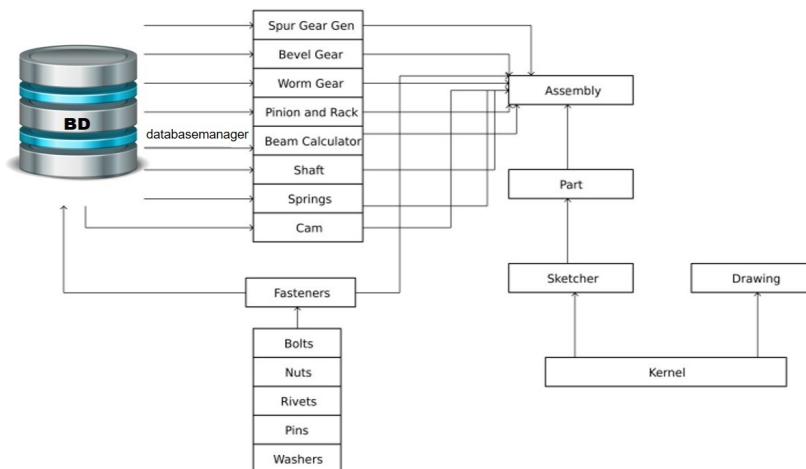 Spur Gear Gen
Bevel Gear
Worm Gear
Pinion and Rack
Beam Calculator
Shaft
Springs
Cam
BD
databasemanager
Assembly
Part
Sketcher
Drawing
Kernel
Fasteners
Bolts
Nuts
Rivets
Pins
Washers